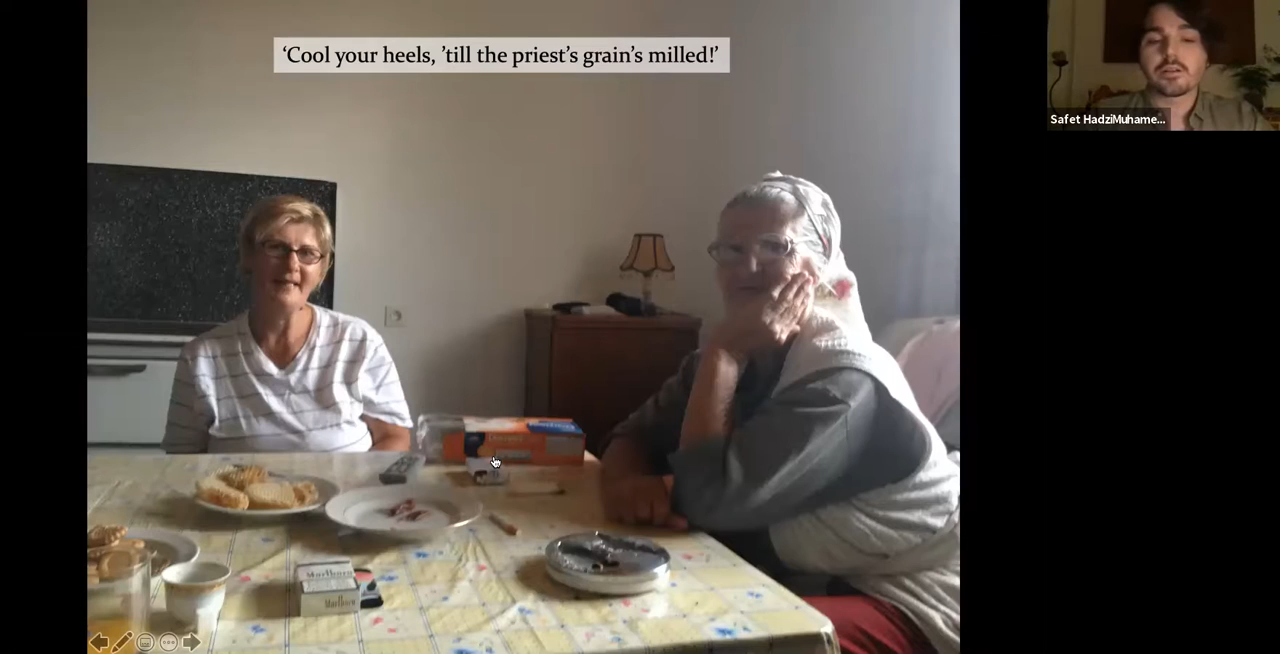 ‘Cool your heels, ’till the priest’s grain’s milled!’
Safet HadziMuhame...
Marlboro
Marlboro